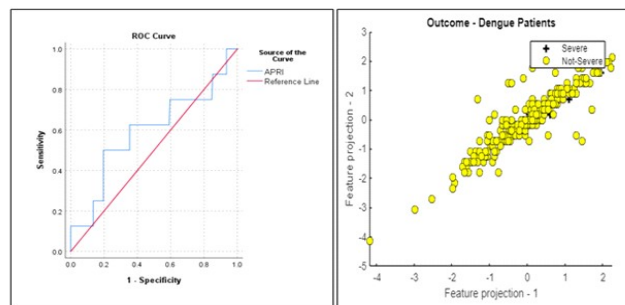 ROC Curve
Source of the
Curve
APRI
Reference Line
1.0
0.8
0.6
0.4
0.2
0.0
Sensitivity
0.0 0.2 0.4 0.6 0.8 1.0
1 - Specificity
Outcome - Dengue Patients
Severe
Not-Severe
3
2
1
0
-1
-2
-3
-4
-5
Feature projection - 2
-4 -3 -2 -1 0 1 2
Feature projection - 1